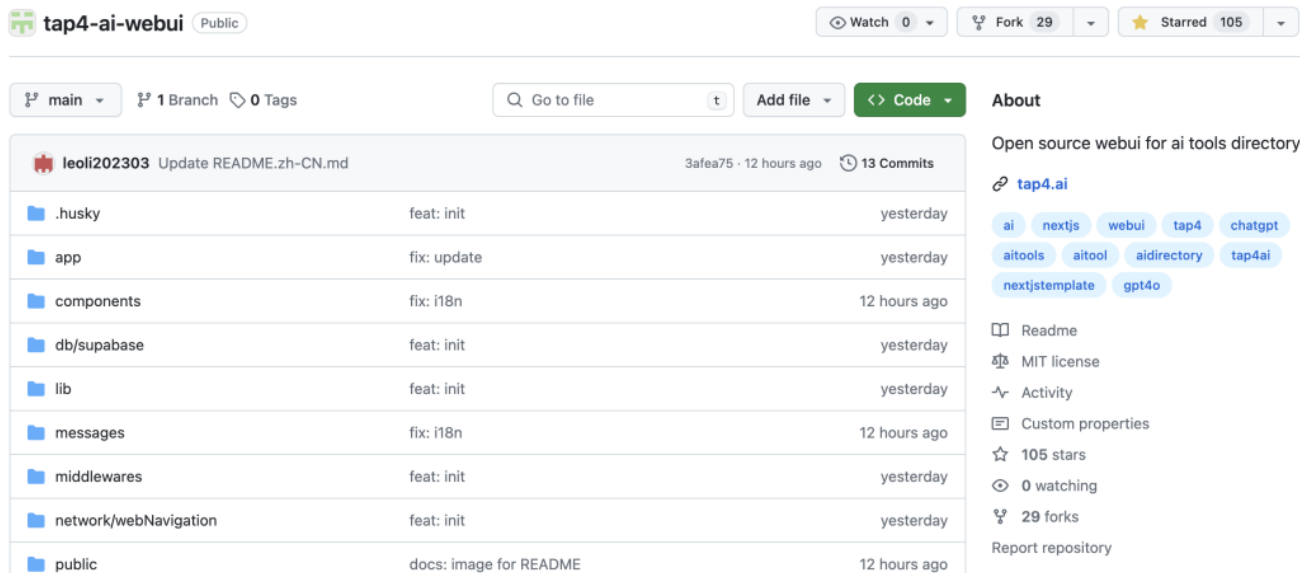 tap4-ai-webui Public
Watch 0 Fork 29 Starred 105
main 1 Branch 0 Tags Go to file t Add file Code
leoli202303 Update README.zh-CN.md 3afea75 · 12 hours ago 13 Commits
.husky feat: init yesterday
app fix: update yesterday
components fix: i18n 12 hours ago
db/supabase feat: init yesterday
lib feat: init yesterday
messages fix: i18n 12 hours ago
middlewares feat: init yesterday
network/webNavigation feat: init yesterday
public docs: image for README 12 hours ago
About
Open source webui for ai tools directory
tap4.ai
ai nextjs webui tap4 chatgpt
aitools aitool aidirectory tap4ai
nextjstemplate gpt4o
Readme
MIT license
Activity
Custom properties
105 stars
0 watching
29 forks
Report repository